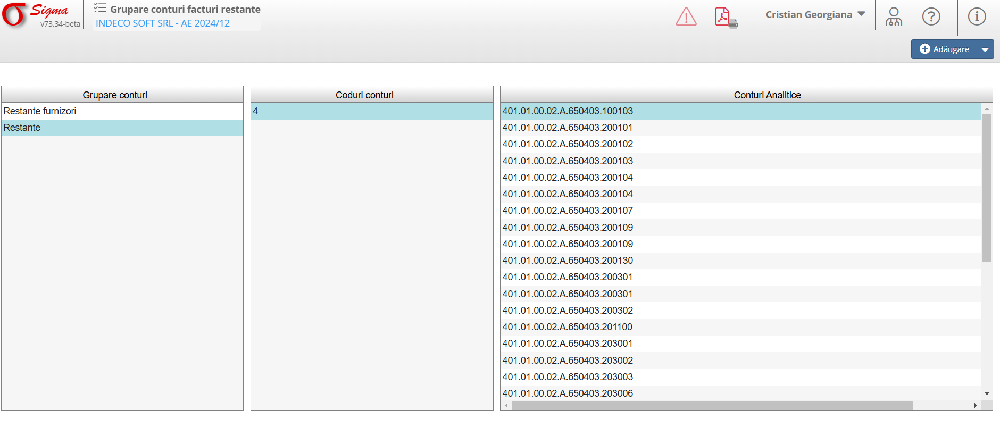 σ Sigma
v73.34-beta
Grupare conturi facturi restante
INDECO SOFT SRL - AE 2024/12
Cristian Georgiana
Adăugare
Grupare conturi
Restante furnizori
Restante
Coduri conturi
4
Conturi Analitice
401.01.00.02.A.650403.100103
401.01.00.02.A.650403.200101
401.01.00.02.A.650403.200102
401.01.00.02.A.650403.200103
401.01.00.02.A.650403.200104
401.01.00.02.A.650403.200104
401.01.00.02.A.650403.200107
401.01.00.02.A.650403.200109
401.01.00.02.A.650403.200109
401.01.00.02.A.650403.200130
401.01.00.02.A.650403.200301
401.01.00.02.A.650403.200301
401.01.00.02.A.650403.200302
401.01.00.02.A.650403.201100
401.01.00.02.A.650403.203001
401.01.00.02.A.650403.203002
401.01.00.02.A.650403.203003
401.01.00.02.A.650403.203006